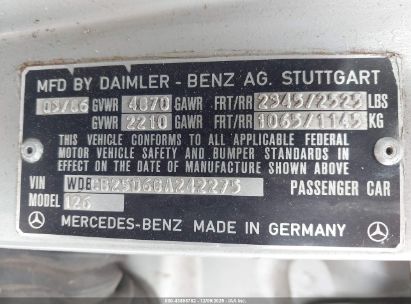 MFD BY DAIMLER - BENZ AG. STUTTGART
03/86 GVWR 4870 GAWR FRT/RR 2345/2525 LBS
GVWR 2210 GAWR FRT/RR 1065/1145 KG
THIS VEHICLE CONFORMS TO ALL APPLICABLE FEDERAL
MOTOR VEHICLE SAFETY AND BUMPER STANDARDS IN
EFFECT ON THE DATE OF MANUFACTURE SHOWN ABOVE.
VIN WDBCB25D6GA242275 PASSENGER CAR
MODEL 126
MERCEDES-BENZ MADE IN GERMANY